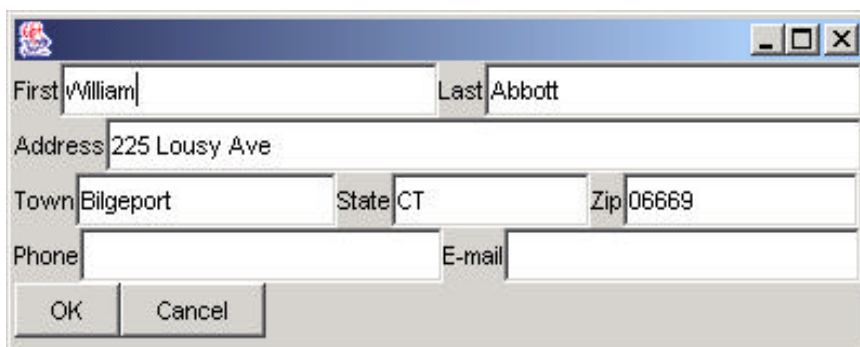 First William Last Abbott
Address 225 Lousy Ave
Town Bilgeport State CT Zip 06669
Phone E-mail
OK Cancel